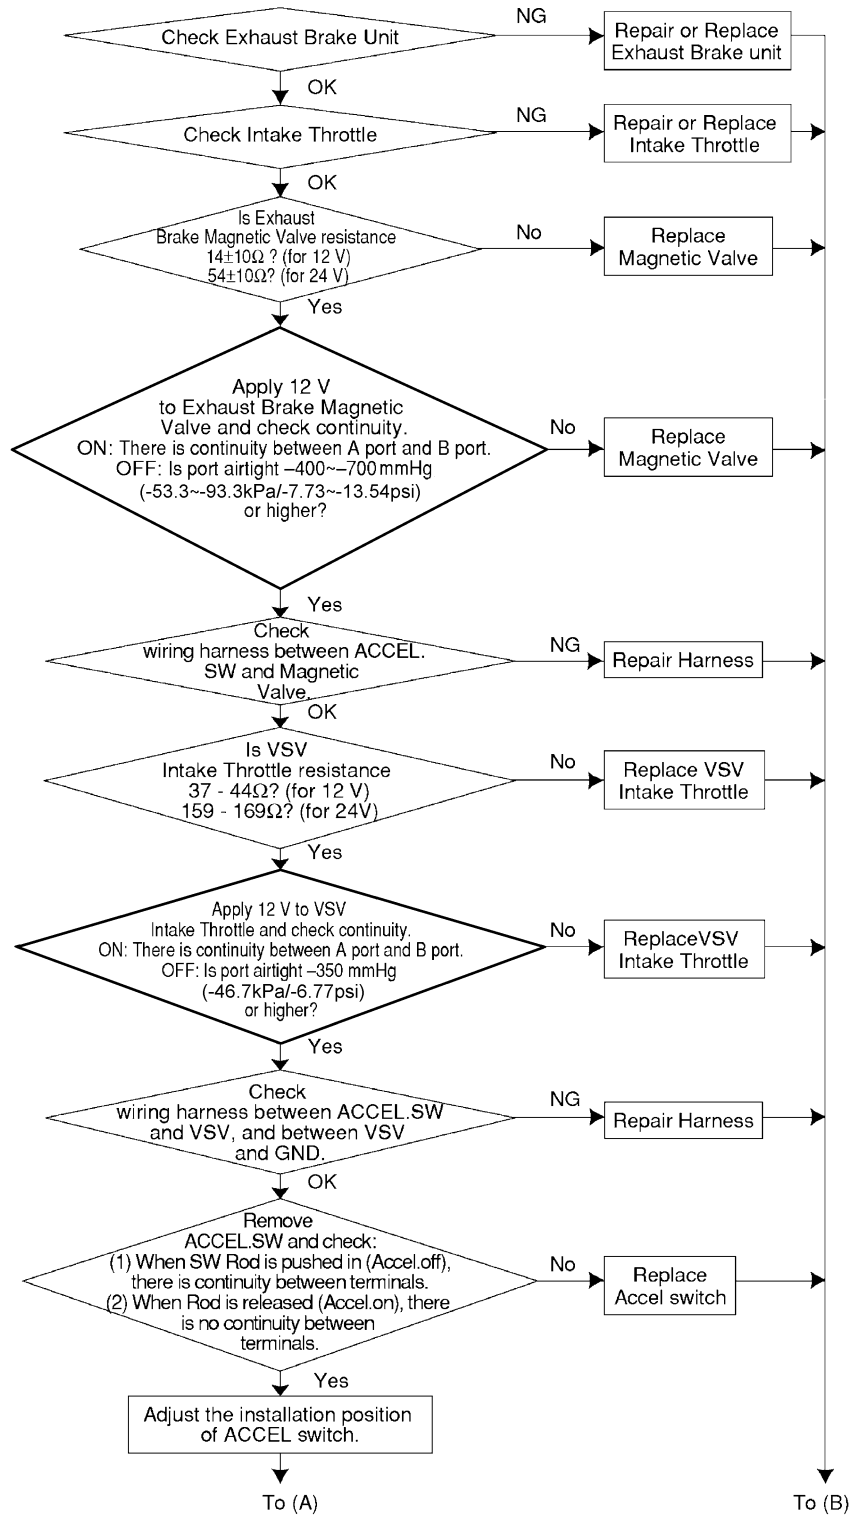 Check Exhaust Brake Unit
NG
Repair or Replace
Exhaust Brake unit
OK
Check Intake Throttle
NG
Repair or Replace
Intake Throttle
OK
Is Exhaust
Brake Magnetic Valve resistance
14±10Ω ? (for 12 V)
54±10Ω? (for 24 V)
No
Replace
Magnetic Valve
Yes
Apply 12 V
to Exhaust Brake Magnetic
Valve and check continuity.
ON: There is continuity between A port and B port.
OFF: Is port airtight –400~–700 mmHg
(-53.3~-93.3kPa/-7.73~-13.54psi)
or higher?
No
Replace
Magnetic Valve
Yes
Check
wiring harness between ACCEL.
SW and Magnetic
Valve.
NG
Repair Harness
OK
Is VSV
Intake Throttle resistance
37 - 44Ω? (for 12 V)
159 - 169Ω? (for 24V)
No
Replace VSV
Intake Throttle
Yes
Apply 12 V to VSV
Intake Throttle and check continuity.
ON: There is continuity between A port and B port.
OFF: Is port airtight –350 mmHg
(-46.7kPa/-6.77psi)
or higher?
No
ReplaceVSV
Intake Throttle
Yes
Check
wiring harness between ACCEL.SW
and VSV, and between VSV
and GND.
NG
Repair Harness
OK
Remove
ACCEL.SW and check:
(1) When SW Rod is pushed in (Accel.off),
there is continuity between terminals.
(2) When Rod is released (Accel.on), there
is no continuity between
terminals.
No
Replace
Accel switch
Yes
Adjust the installation position
of ACCEL switch.
To (A)
To (B)